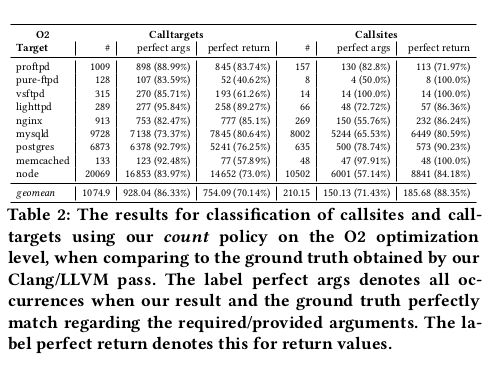 O2 Calltargets Callsites
Target # perfect args perfect return # perfect args perfect return
proftpd 1009 898 (88.99%) 845 (83.74%) 157 130 (82.8%) 113 (71.97%)
pure-ftpd 128 107 (83.59%) 52 (40.62%) 8 4 (50.0%) 8 (100.0%)
vsftpd 315 270 (85.71%) 193 (61.26%) 14 14 (100.0%) 14 (100.0%)
lighttpd 289 277 (95.84%) 258 (89.27%) 66 48 (72.72%) 57 (86.36%)
nginx 913 753 (82.47%) 777 (85.1%) 269 150 (55.76%) 232 (86.24%)
mysqld 9728 7138 (73.37%) 7845 (80.64%) 8002 5244 (65.53%) 6449 (80.59%)
postgres 6873 6378 (92.79%) 5241 (76.25%) 635 500 (78.74%) 573 (90.23%)
memcached 133 123 (92.48%) 77 (57.89%) 48 47 (97.91%) 48 (100.0%)
node 20069 16853 (83.97%) 14652 (73.0%) 10502 6001 (57.14%) 8841 (84.18%)
geomean 1074.9 928.04 (86.33%) 754.09 (70.14%) 210.15 150.13 (71.43%) 185.68 (88.35%)
Table 2: The results for classification of callsites and call-
targets using our count policy on the O2 optimization
level, when comparing to the ground truth obtained by our
Clang/LLVM pass. The label perfect args denotes all oc-
currences when our result and the ground truth perfectly
match regarding the required/provided arguments. The la-
bel perfect return denotes this for return values.